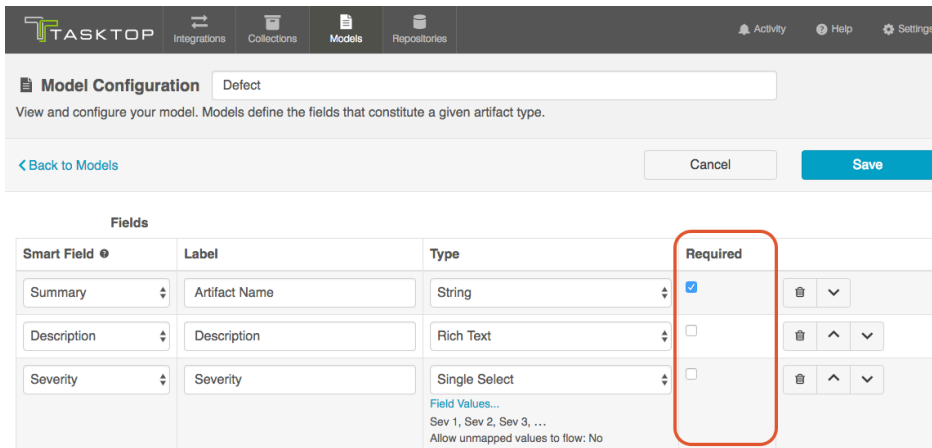 TASKTOP
Integrations
Collections
Models
Repositories
Activity
Help
Settings
Model Configuration
Defect
View and configure your model. Models define the fields that constitute a given artifact type.
Back to Models
Cancel
Save
Fields
Smart Field
Label
Type
Required
Summary
Artifact Name
String
Description
Description
Rich Text
Severity
Severity
Single Select
Field Values...
Sev 1, Sev 2, Sev 3, ...
Allow unmapped values to flow: No